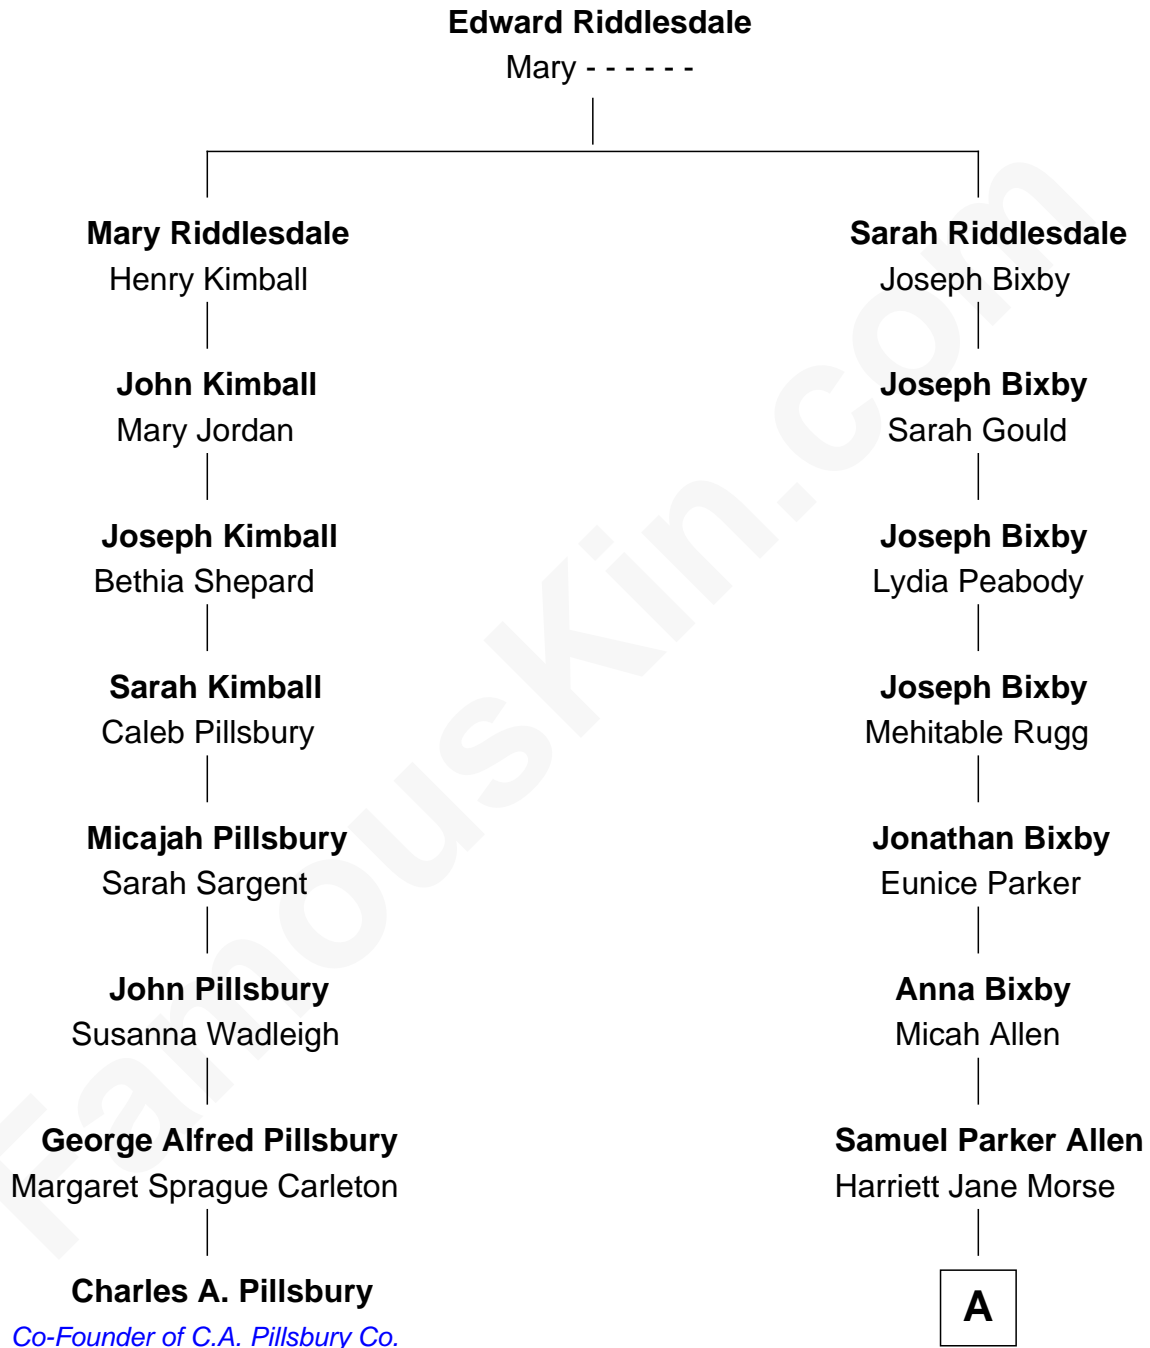 Edward Riddlesdale
Mary - - - - - -
Mary Riddlesdale
Henry Kimball
Sarah Riddlesdale
Joseph Bixby
John Kimball
Mary Jordan
Joseph Bixby
Sarah Gould
Joseph Kimball
Bethia Shepard
Joseph Bixby
Lydia Peabody
Sarah Kimball
Caleb Pillsbury
Joseph Bixby
Mehitable Rugg
Micajah Pillsbury
Sarah Sargent
Jonathan Bixby
Eunice Parker
John Pillsbury
Susanna Wadleigh
Anna Bixby
Micah Allen
George Alfred Pillsbury
Margaret Sprague Carleton
Samuel Parker Allen
Harriett Jane Morse
Charles A. Pillsbury
Co-Founder of C.A. Pillsbury Co.
A
FamousKin.com